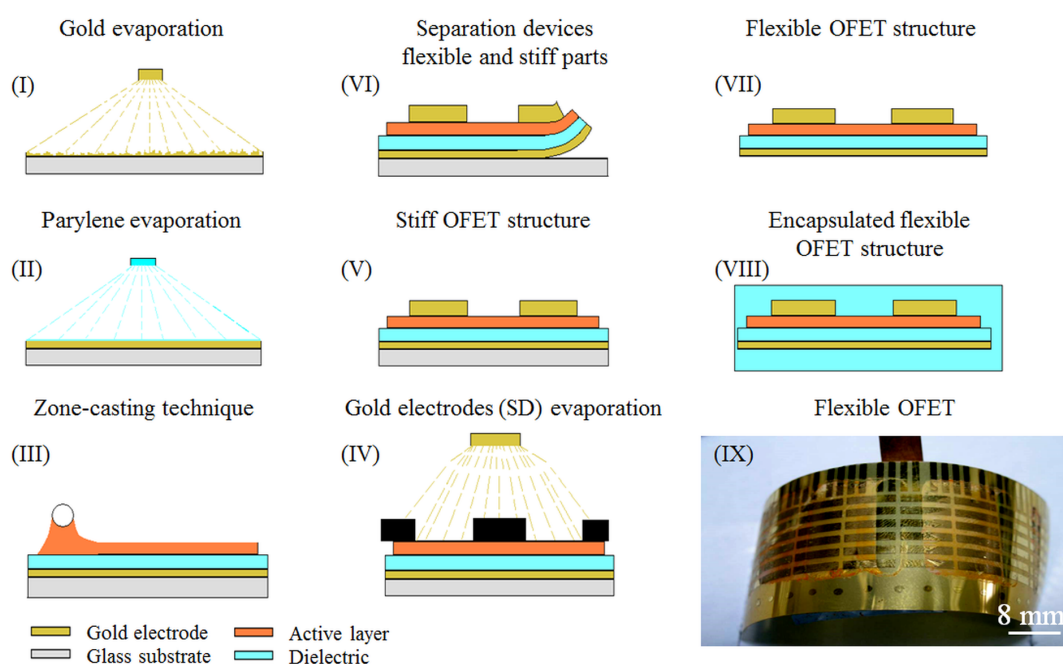 Gold evaporation
(I)
Parylene evaporation
(II)
Zone-casting technique
(III)
Gold electrodes (SD) evaporation
(IV)
Stiff OFET structure
(V)
Separation devices
flexible and stiff parts
(VI)
Flexible OFET structure
(VII)
Encapsulated flexible
OFET structure
(VIII)
Flexible OFET
(IX)
8 mm
Gold electrode
Active layer
Glass substrate
Dielectric